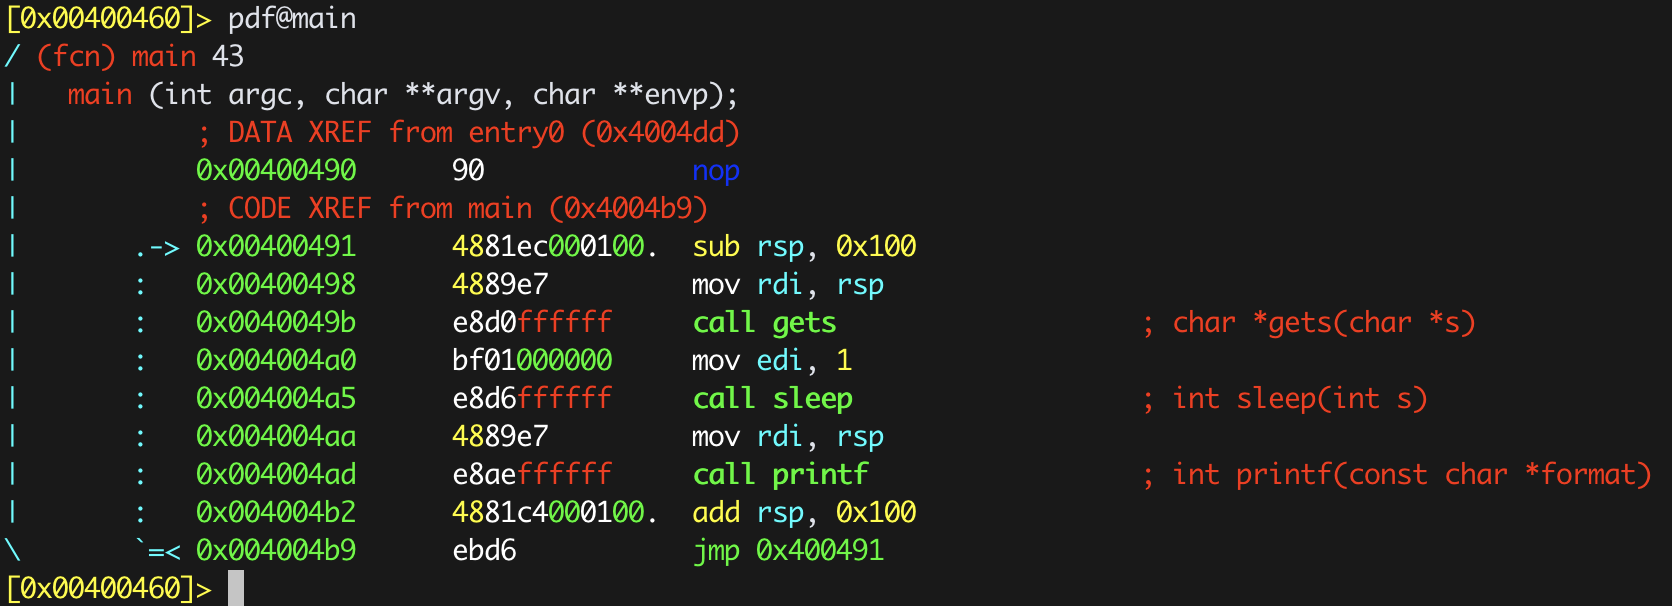 [0x00400460]> pdf@main
/ (fcn) main 43
|   main (int argc, char **argv, char **envp);
|           ; DATA XREF from entry0 (0x4004dd)
|           0x00400490      90             nop
|           ; CODE XREF from main (0x4004b9)
|       .-> 0x00400491      4881ec000100.  sub rsp, 0x100
|       :   0x00400498      4889e7         mov rdi, rsp
|       :   0x0040049b      e8d0ffffff     call gets                   ; char *gets(char *s)
|       :   0x004004a0      bf01000000     mov edi, 1
|       :   0x004004a5      e8d6ffffff     call sleep                  ; int sleep(int s)
|       :   0x004004aa      4889e7         mov rdi, rsp
|       :   0x004004ad      e8aeffffff     call printf                 ; int printf(const char *format)
|       :   0x004004b2      4881c4000100.  add rsp, 0x100
\       `=< 0x004004b9      ebd6           jmp 0x400491
[0x00400460]>